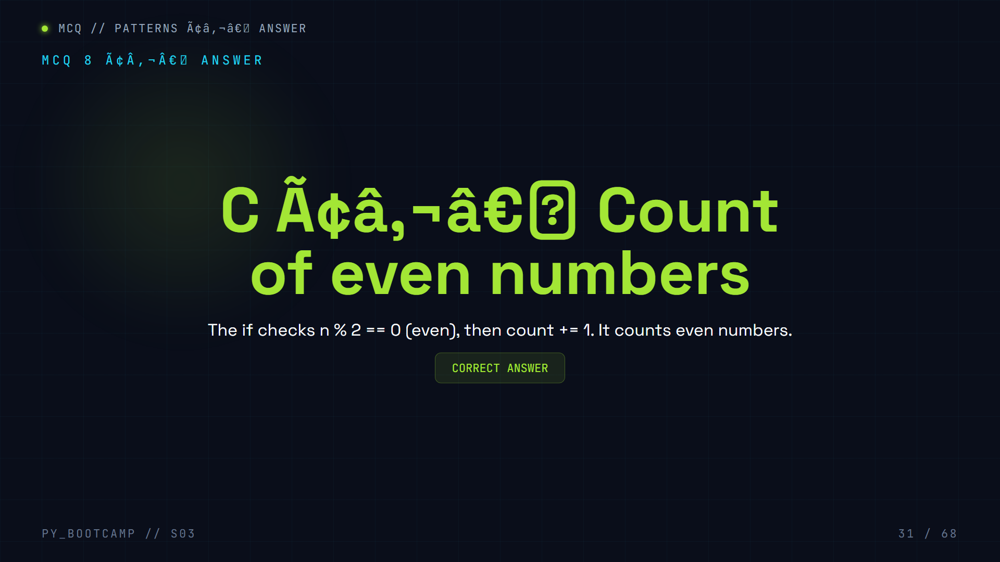 MCQ // PATTERNS Ã¢â‚¬â€ ANSWER
MCQ 8 Ã¢Â‚¬Â€ ANSWER
C Ã¢â‚¬â€ Count
of even numbers
The if checks n % 2 == 0 (even), then count += 1. It counts even numbers.
CORRECT ANSWER
PY_BOOTCAMP // S03
31 / 68